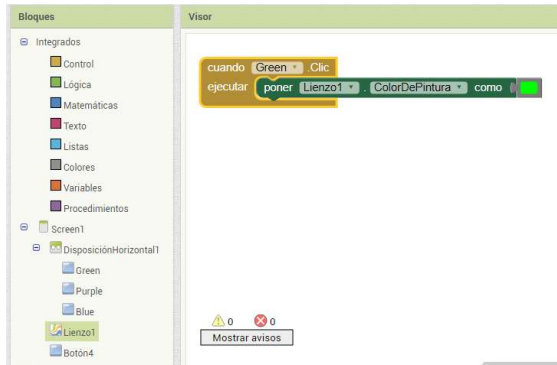 Bloques
Integrados
Control
Lógica
Matemáticas
Texto
Listas
Colores
Variables
Procedimientos
Screen1
DisposiciónHorizontal1
Green
Purple
Blue
Lienzo1
Botón4
Visor
cuando Green .Clic
ejecutar poner Lienzo1 . ColorDePintura como
0 0
Mostrar avisos